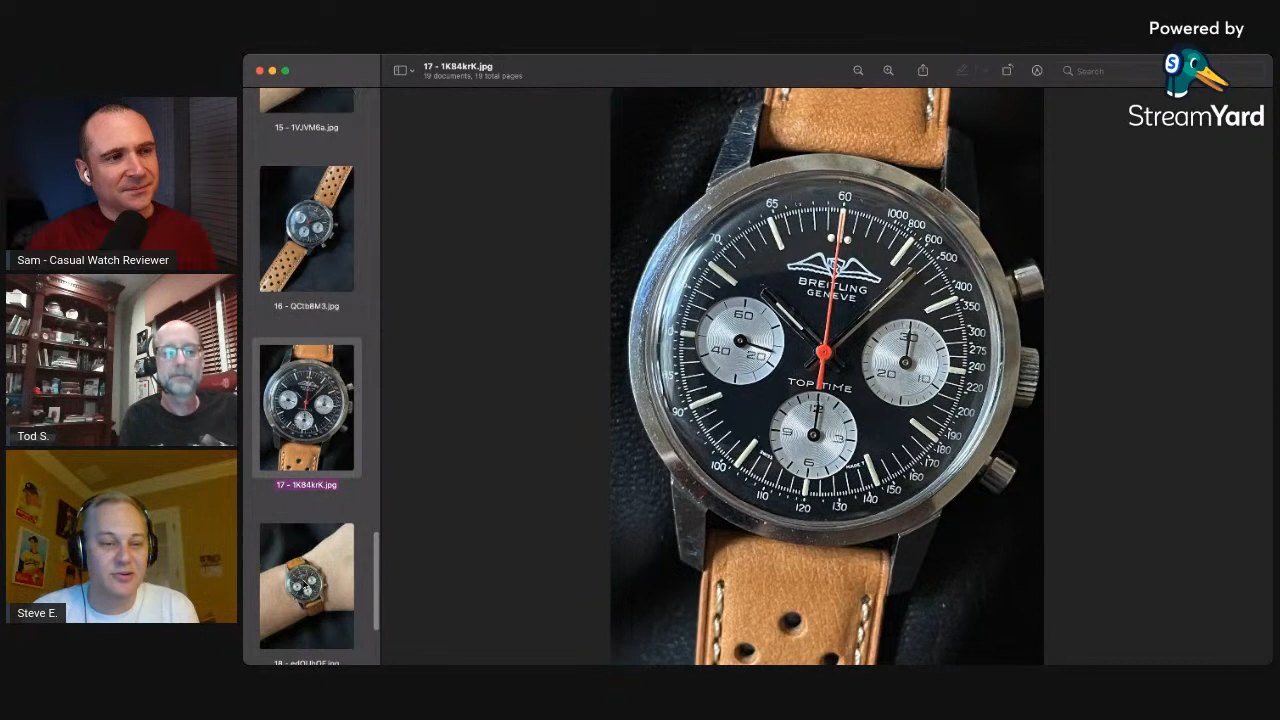 Powered by
StreamYard
17 - 1K84krK.jpg
19 documents, 19 total pages
Search
15 - 1VJVM6a.jpg
16 - QCtb8M3.jpg
17 - 1K84krK.jpg
Sam - Casual Watch Reviewer
Tod S.
Steve E.
60
65
70
90
100
110
120
130
140
150
160
170
180
190
200
220
240
275
300
350
400
500
600
800
1000
BREITLING
GENEVE
TOP TIME
60
20
40
30
10
20
12
3
6
9